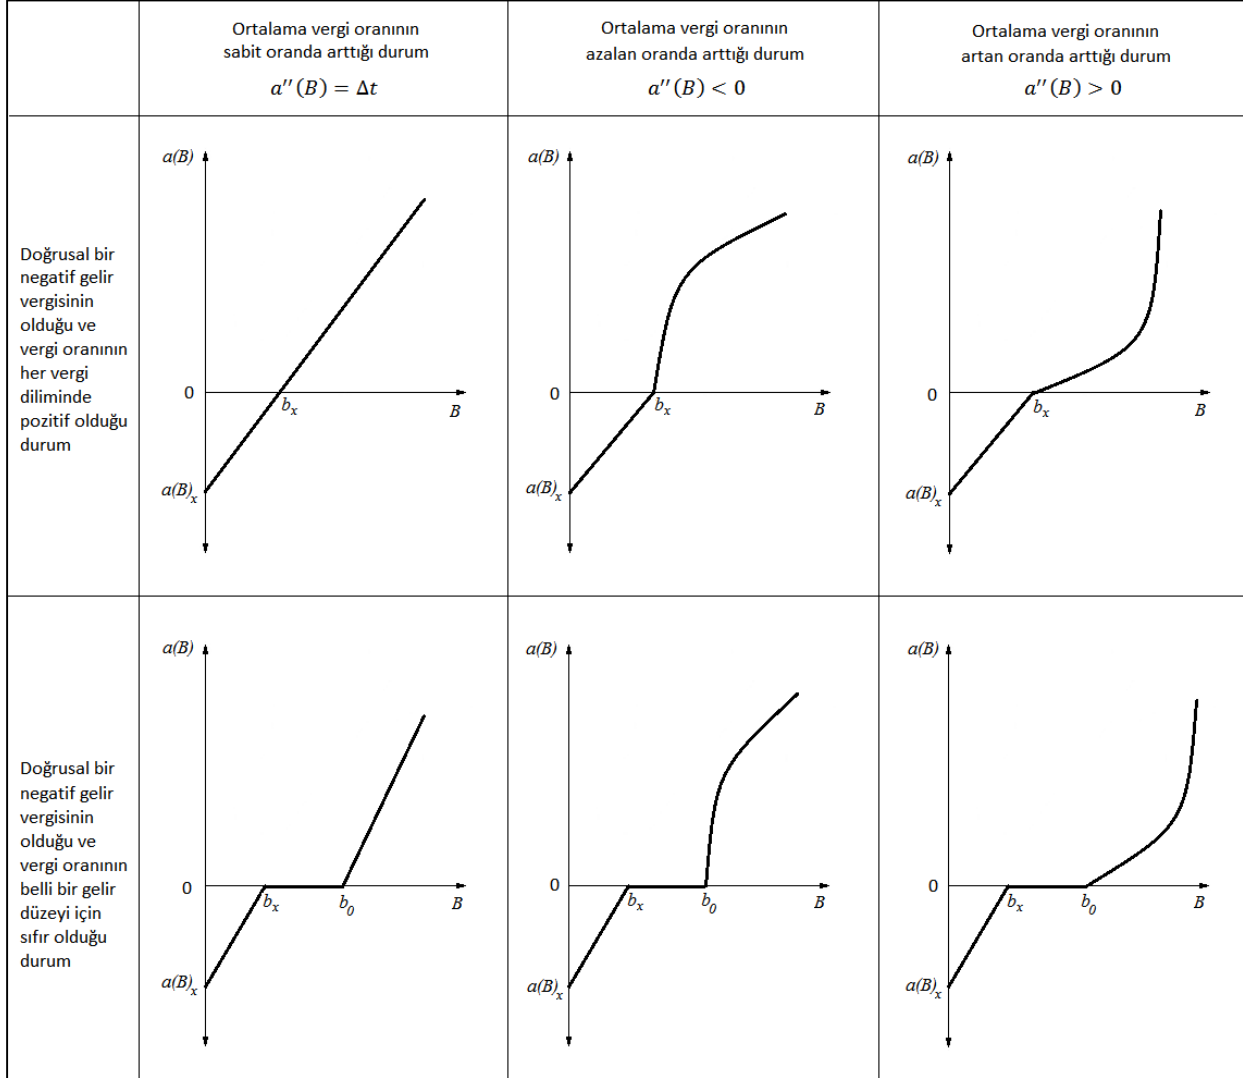 Ortalama vergi oranının
sabit oranda arttığı durum
a′′(B) = Δt
Ortalama vergi oranının
azalan oranda arttığı durum
a′′(B) < 0
Ortalama vergi oranının
artan oranda arttığı durum
a′′(B) > 0
Doğrusal bir
negatif gelir
vergisinin
olduğu ve
vergi oranının
her vergi
diliminde
pozitif olduğu
durum
a(B)
0
b_x
B
a(B)_x
a(B)
0
b_x
B
a(B)_x
a(B)
0
b_x
B
a(B)_x
Doğrusal bir
negatif gelir
vergisinin
olduğu ve
vergi oranının
belli bir gelir
düzeyi için
sıfır olduğu
durum
a(B)
0
b_x
b_0
B
a(B)_x
a(B)
0
b_x
b_0
B
a(B)_x
a(B)
0
b_x
b_0
B
a(B)_x